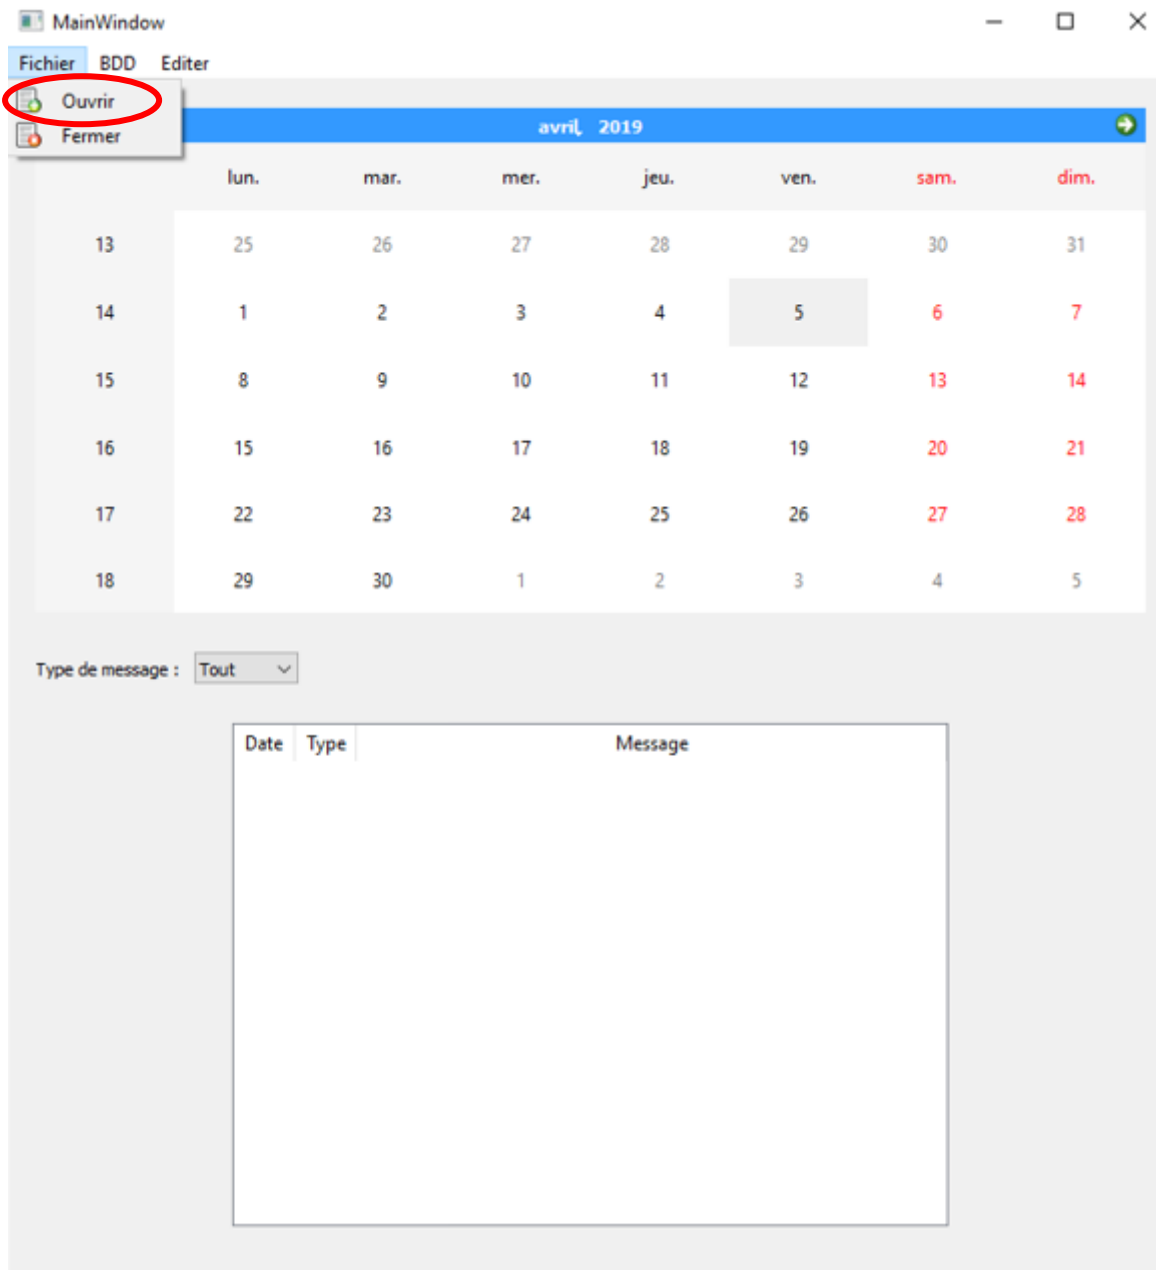 MainWindow
Fichier BDD Editer
Ouvrir
Fermer
avril, 2019
lun. mar. mer. jeu. ven. sam. dim.
13 25 26 27 28 29 30 31
14 1 2 3 4 5 6 7
15 8 9 10 11 12 13 14
16 15 16 17 18 19 20 21
17 22 23 24 25 26 27 28
18 29 30 1 2 3 4 5
Type de message : Tout
Date Type Message